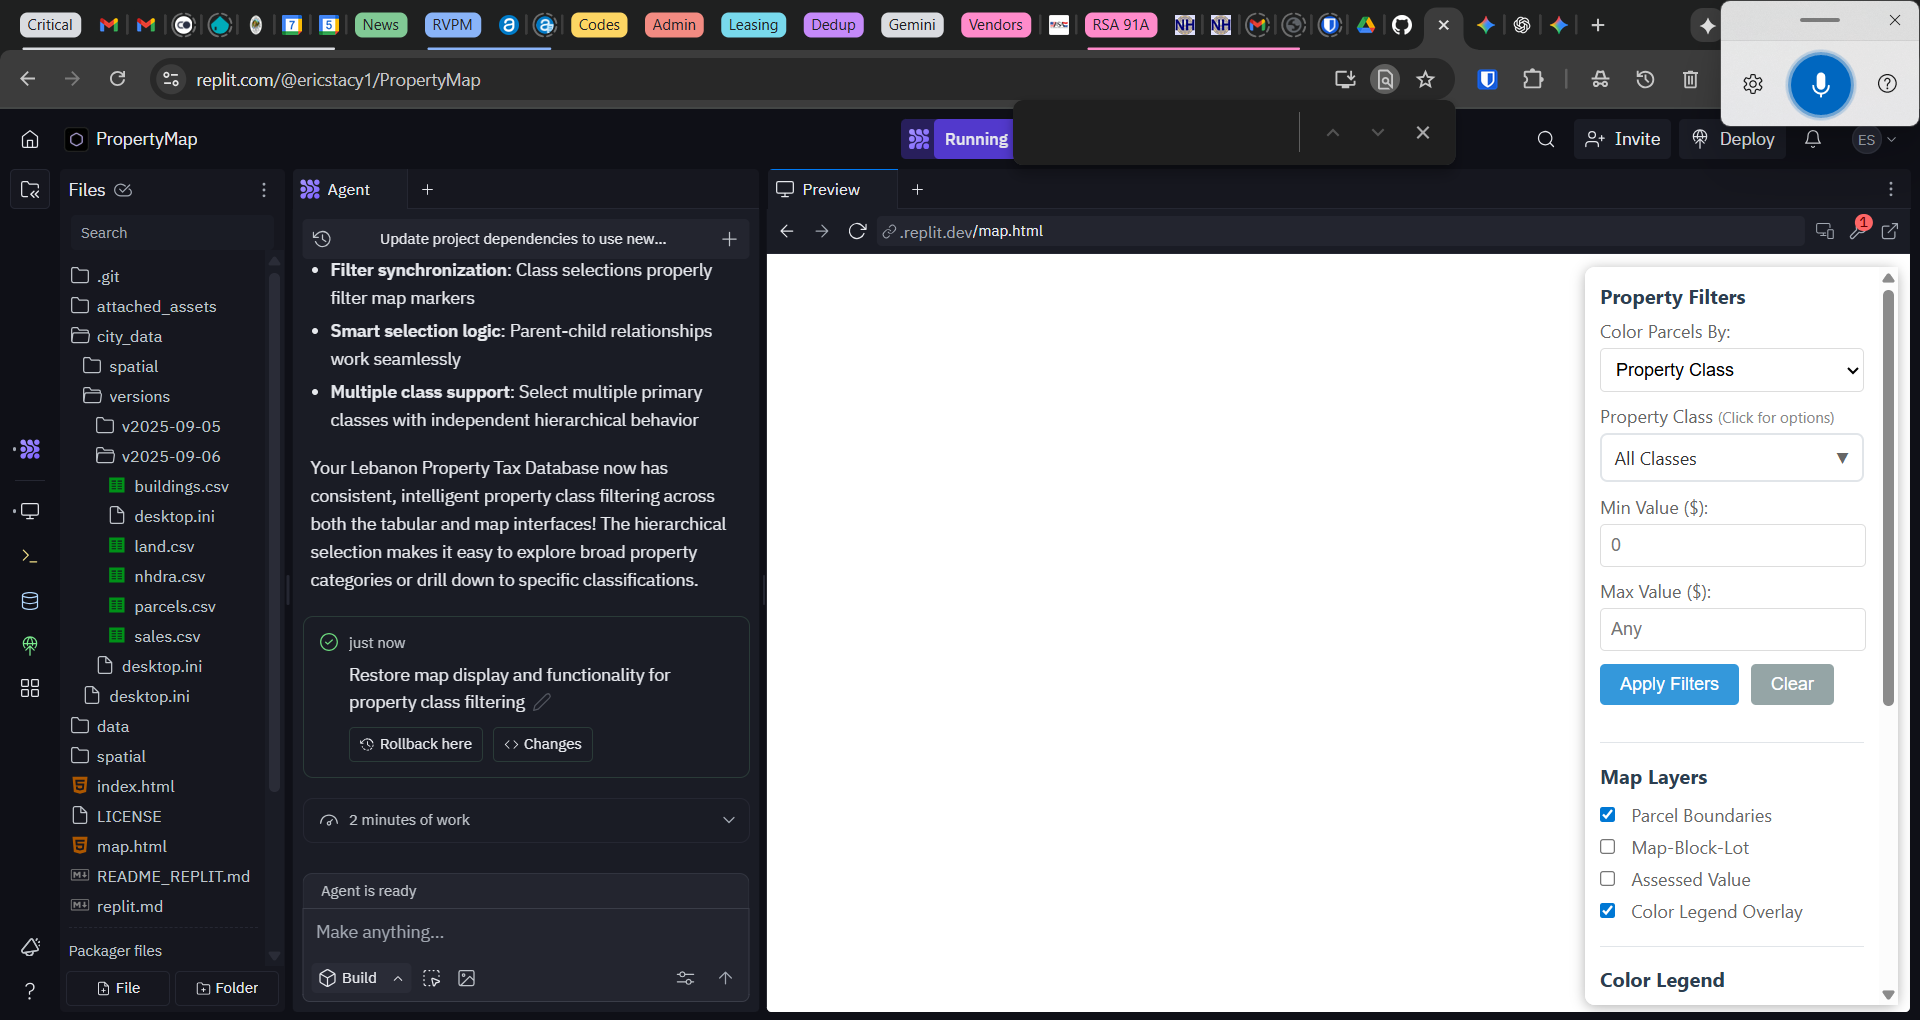 Critical
7
5
News
RVPM
Codes
Admin
Leasing
Dedup
Gemini
Vendors
RSA 91A
NH
NH
replit.com/@ericstacy1/PropertyMap
PropertyMap
Running
Invite
Deploy
ES
Files
Agent
Preview
Search
Update project dependencies to use new...
.replit.dev/map.html
1
.git
attached_assets
city_data
spatial
versions
v2025-09-05
v2025-09-06
buildings.csv
desktop.ini
land.csv
nhdra.csv
parcels.csv
sales.csv
desktop.ini
desktop.ini
data
spatial
index.html
LICENSE
map.html
README_REPLIT.md
replit.md
Packager files
File
Folder
• Filter synchronization: Class selections properly
filter map markers
• Smart selection logic: Parent-child relationships
work seamlessly
• Multiple class support: Select multiple primary
classes with independent hierarchical behavior
Your Lebanon Property Tax Database now has
consistent, intelligent property class filtering across
both the tabular and map interfaces! The hierarchical
selection makes it easy to explore broad property
categories or drill down to specific classifications.
just now
Restore map display and functionality for
property class filtering
Rollback here
Changes
2 minutes of work
Agent is ready
Make anything...
Build
Property Filters
Color Parcels By:
Property Class
Property Class (Click for options)
All Classes
Min Value ($):
0
Max Value ($):
Any
Apply Filters
Clear
Map Layers
Parcel Boundaries
Map-Block-Lot
Assessed Value
Color Legend Overlay
Color Legend